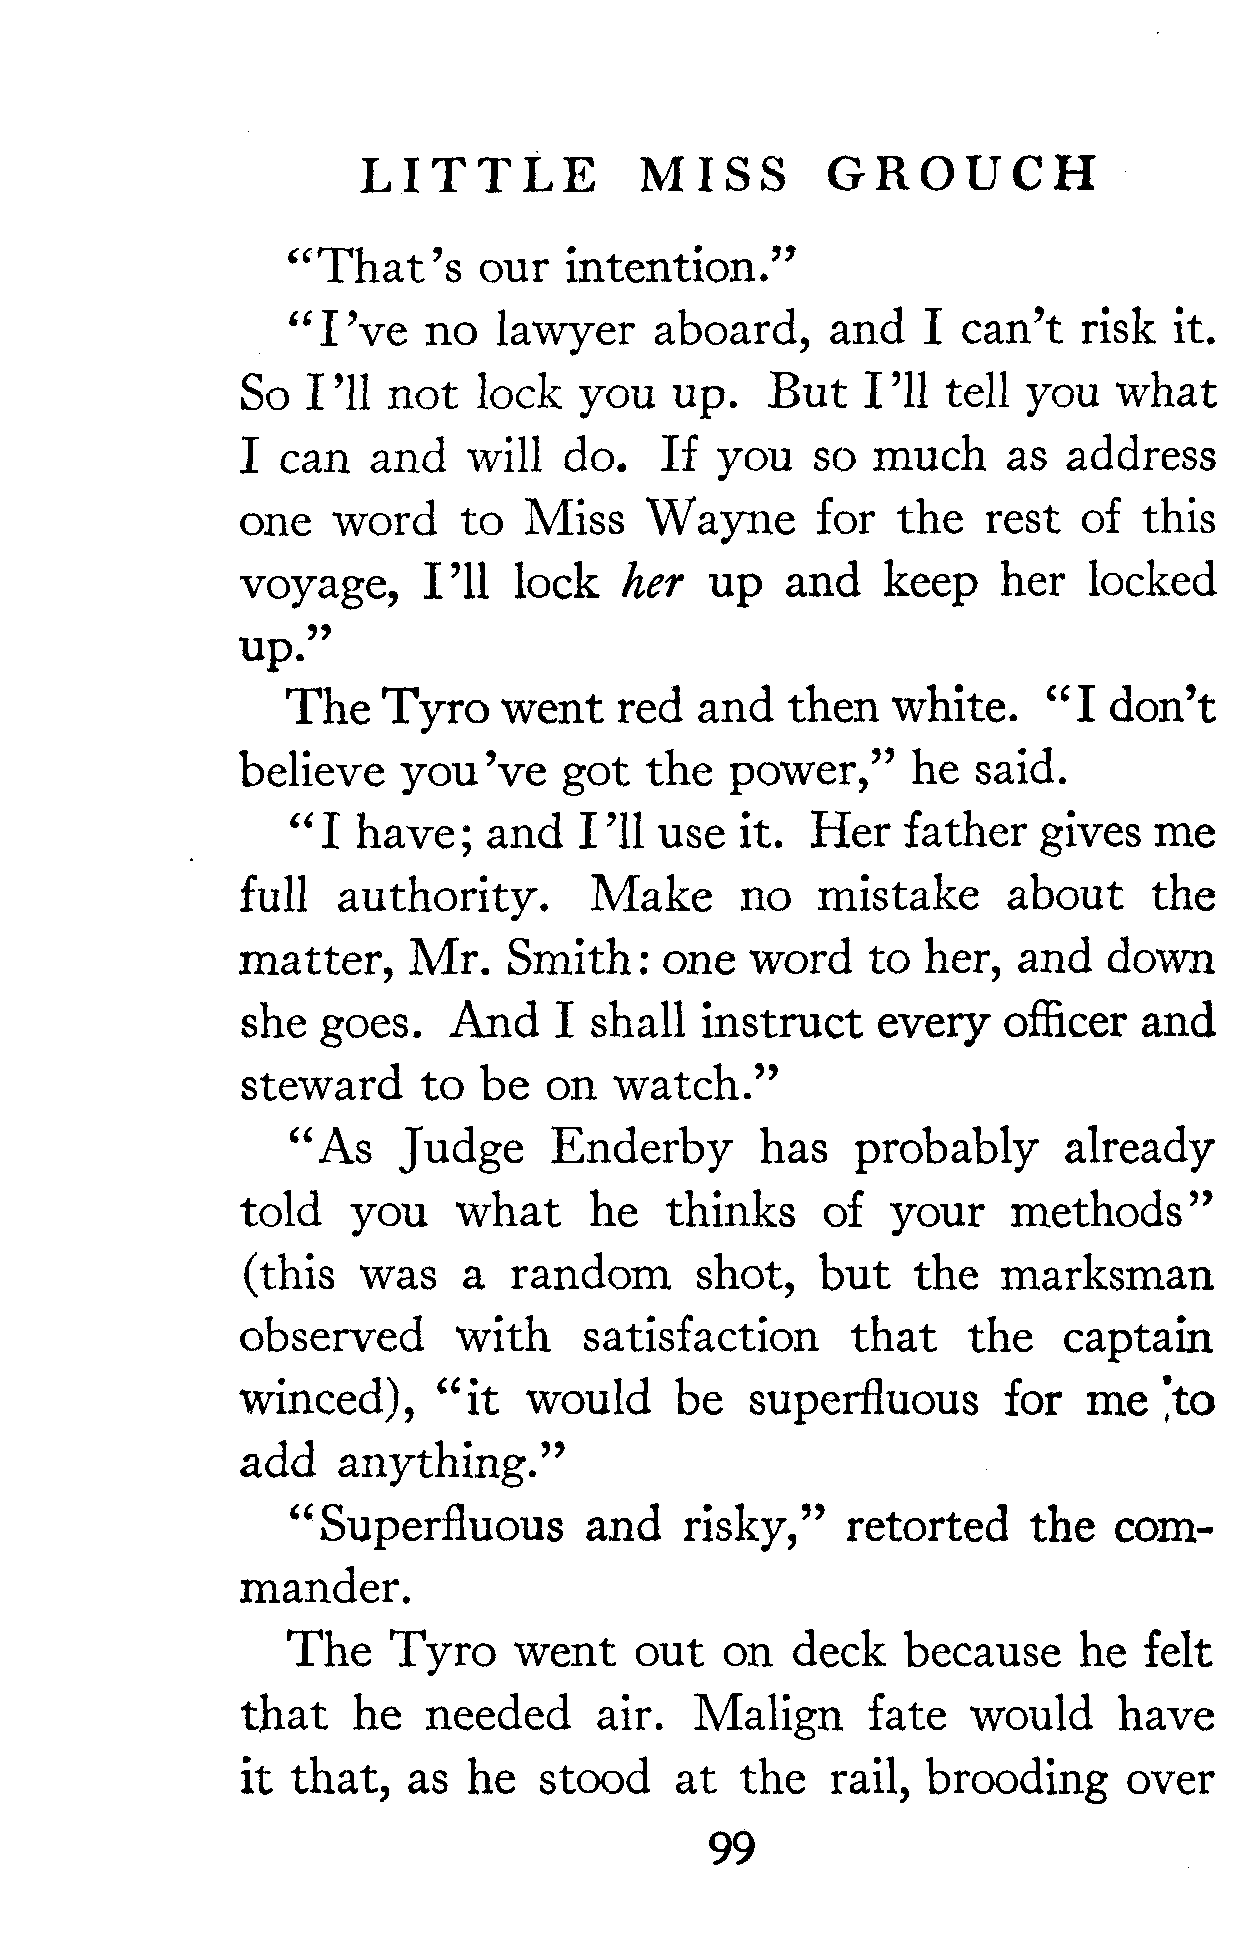 LITTLE MISS GROUCH
“That’s our intention.”
“I’ve no lawyer aboard, and I can’t risk it.
So I’ll not lock you up. But I’ll tell you what
I can and will do. If you so much as address
one word to Miss Wayne for the rest of this
voyage, I’ll lock her up and keep her locked
up.”
The Tyro went red and then white. “I don’t
believe you’ve got the power,” he said.
“I have; and I’ll use it. Her father gives me
full authority. Make no mistake about the
matter, Mr. Smith: one word to her, and down
she goes. And I shall instruct every officer and
steward to be on watch.”
“As Judge Enderby has probably already
told you what he thinks of your methods”
(this was a random shot, but the marksman
observed with satisfaction that the captain
winced), “it would be superfluous for me to
add anything.”
“Superfluous and risky,” retorted the com-
mander.
The Tyro went out on deck because he felt
that he needed air. Malign fate would have
it that, as he stood at the rail, brooding over
99